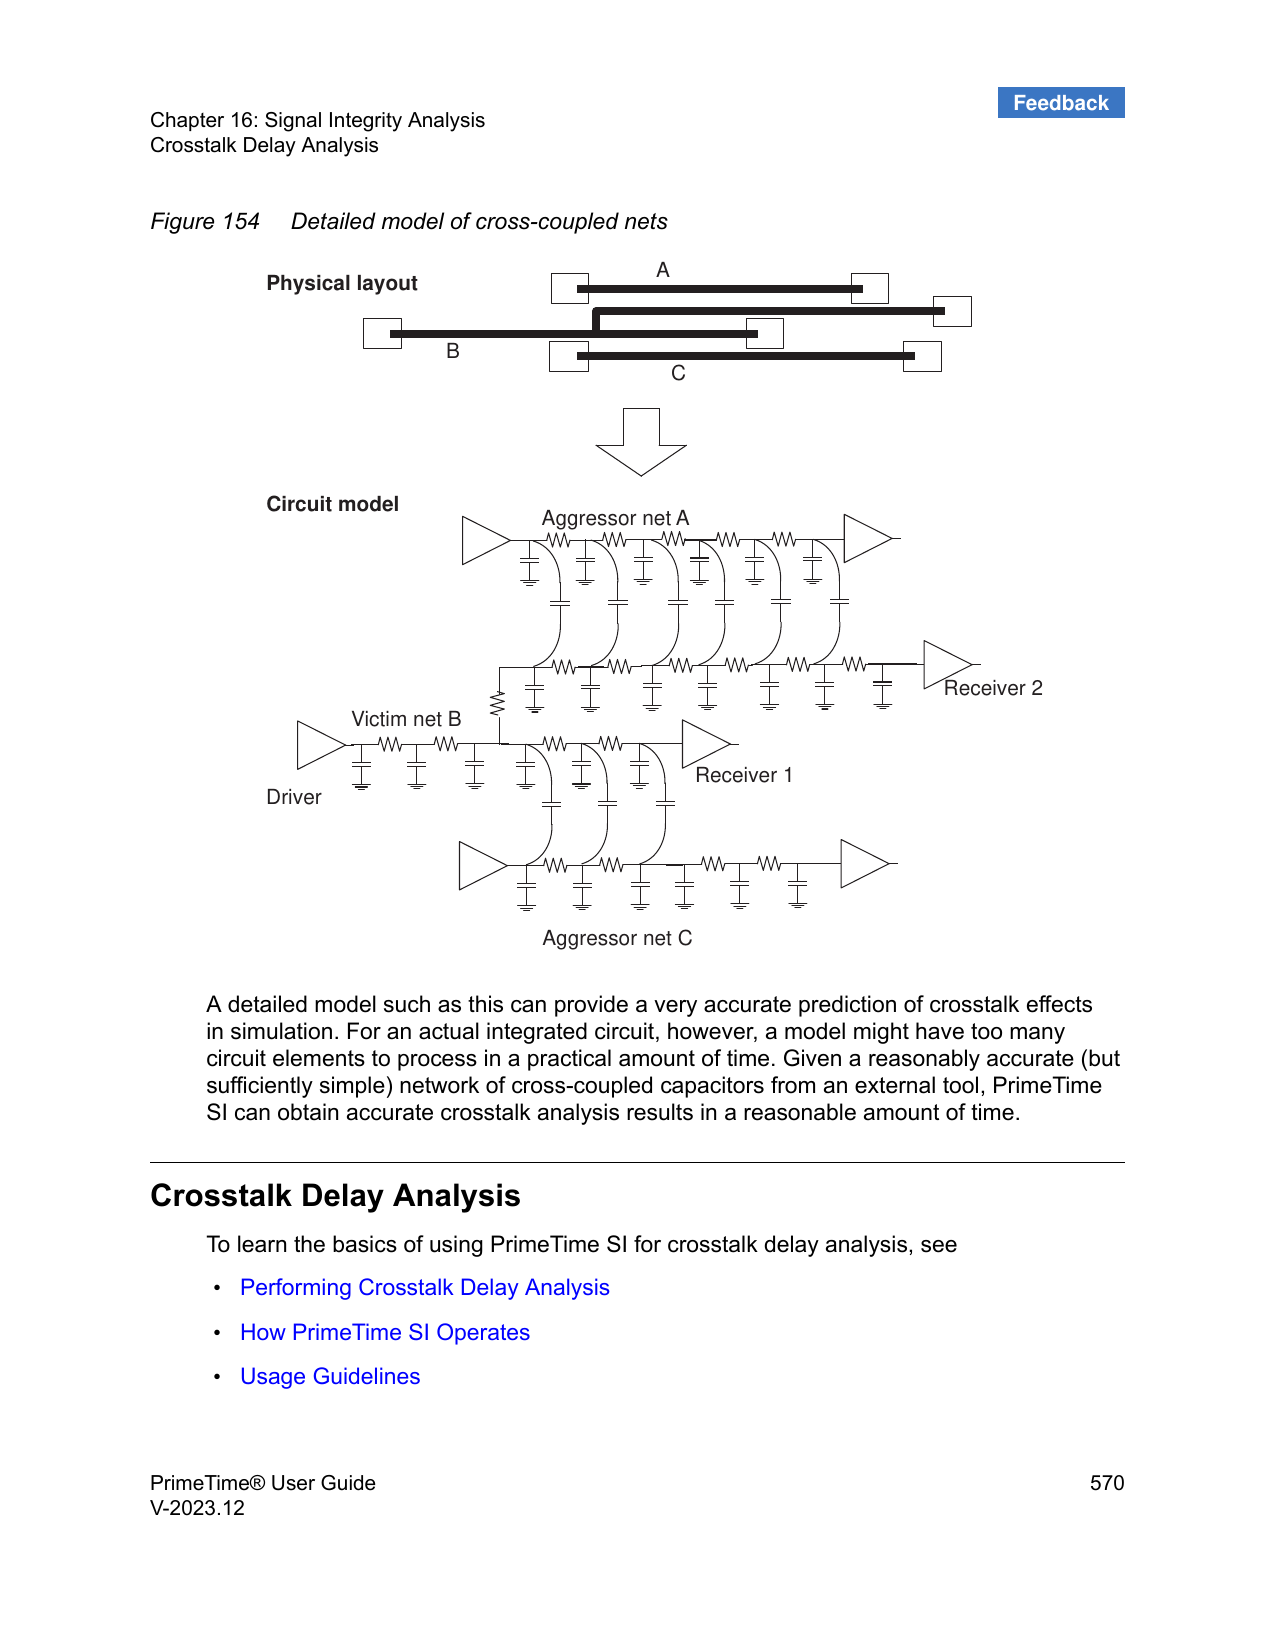 Feedback
Chapter 16: Signal Integrity Analysis
Crosstalk Delay Analysis
Figure 154 Detailed model of cross-coupled nets
Physical layout
A
B
C
Circuit model
Aggressor net A
Receiver 2
Victim net B
Receiver 1
Driver
Aggressor net C
A detailed model such as this can provide a very accurate prediction of crosstalk effects
in simulation. For an actual integrated circuit, however, a model might have too many
circuit elements to process in a practical amount of time. Given a reasonably accurate (but
sufficiently simple) network of cross-coupled capacitors from an external tool, PrimeTime
SI can obtain accurate crosstalk analysis results in a reasonable amount of time.
Crosstalk Delay Analysis
To learn the basics of using PrimeTime SI for crosstalk delay analysis, see
• Performing Crosstalk Delay Analysis
• How PrimeTime SI Operates
• Usage Guidelines
PrimeTime® User Guide 570
V-2023.12